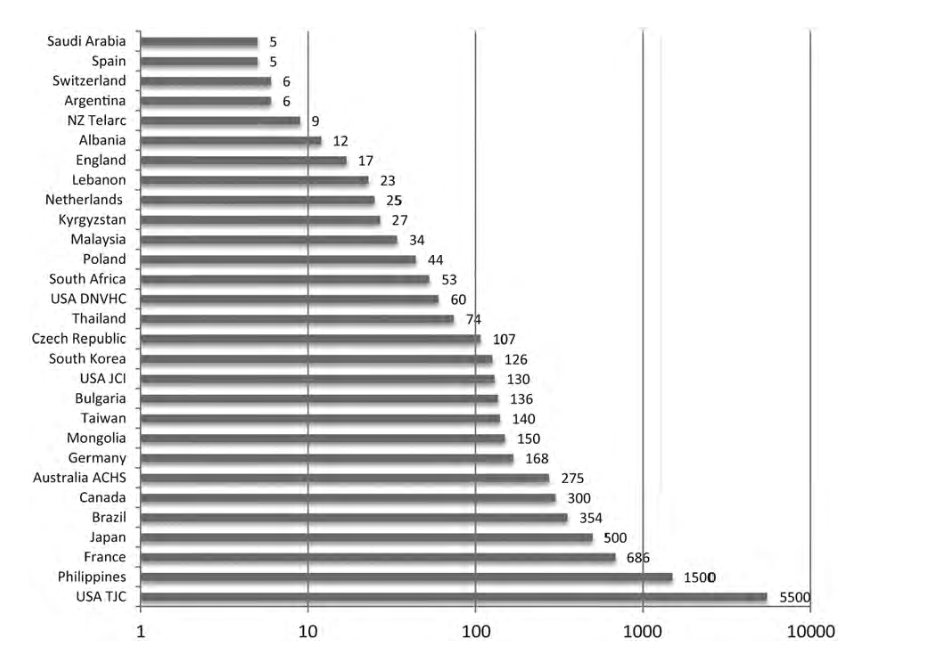 Saudi Arabia 5
Spain 5
Switzerland 6
Argentina 6
NZ Telarc 9
Albania 12
England 17
Lebanon 23
Netherlands 25
Kyrgyzstan 27
Malaysia 34
Poland 44
South Africa 53
USA DNVHC 60
Thailand 74
Czech Republic 107
South Korea 126
USA JCI 130
Bulgaria 136
Taiwan 140
Mongolia 150
Germany 168
Australia ACHS 275
Canada 300
Brazil 354
Japan 500
France 686
Philippines 1500
USA TJC 5500
1 10 100 1000 10000